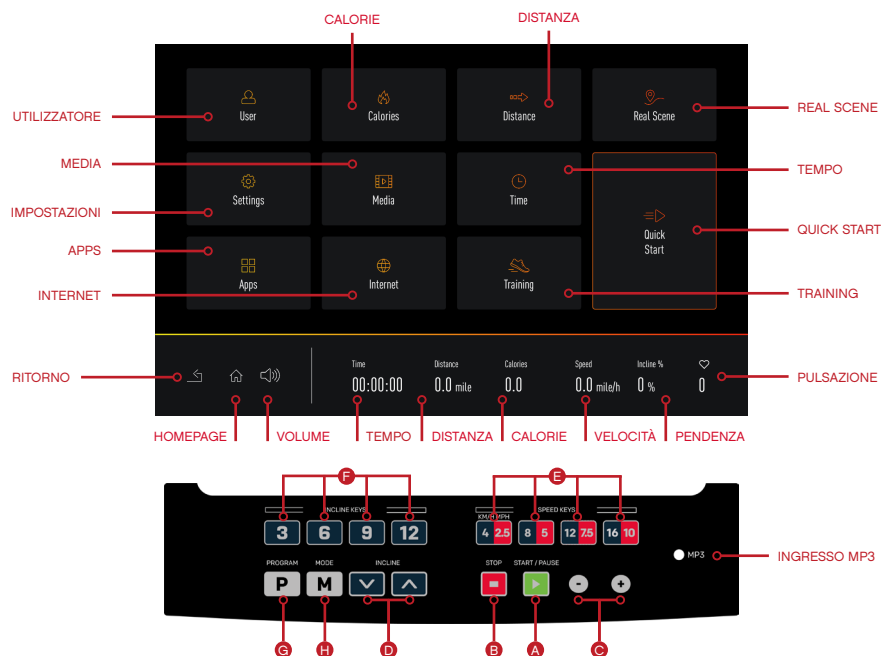 CALORIE
DISTANZA
UTILIZZATORE
User
Calories
Distance
Real Scene
REAL SCENE
MEDIA
TEMPO
IMPOSTAZIONI
Settings
Media
Time
Quick
Start
QUICK START
APPS
INTERNET
Apps
Internet
Training
TRAINING
RITORNO
Time
Distance
Calories
Speed
Incline %
00:00:00
0.0 mile
0.0
0.0 mile/h
0 %
0
PULSAZIONE
HOMEPAGE
VOLUME
TEMPO
DISTANZA
CALORIE
VELOCITÀ
PENDENZA
F
E
INCLINE KEYS
SPEED KEYS
KM/H MPH
3
6
9
12
4 2.5
8 5
12 7.5
16 10
MP3
INGRESSO MP3
PROGRAM
MODE
INCLINE
STOP
START / PAUSE
P
M
-
+
G
H
D
B
A
C